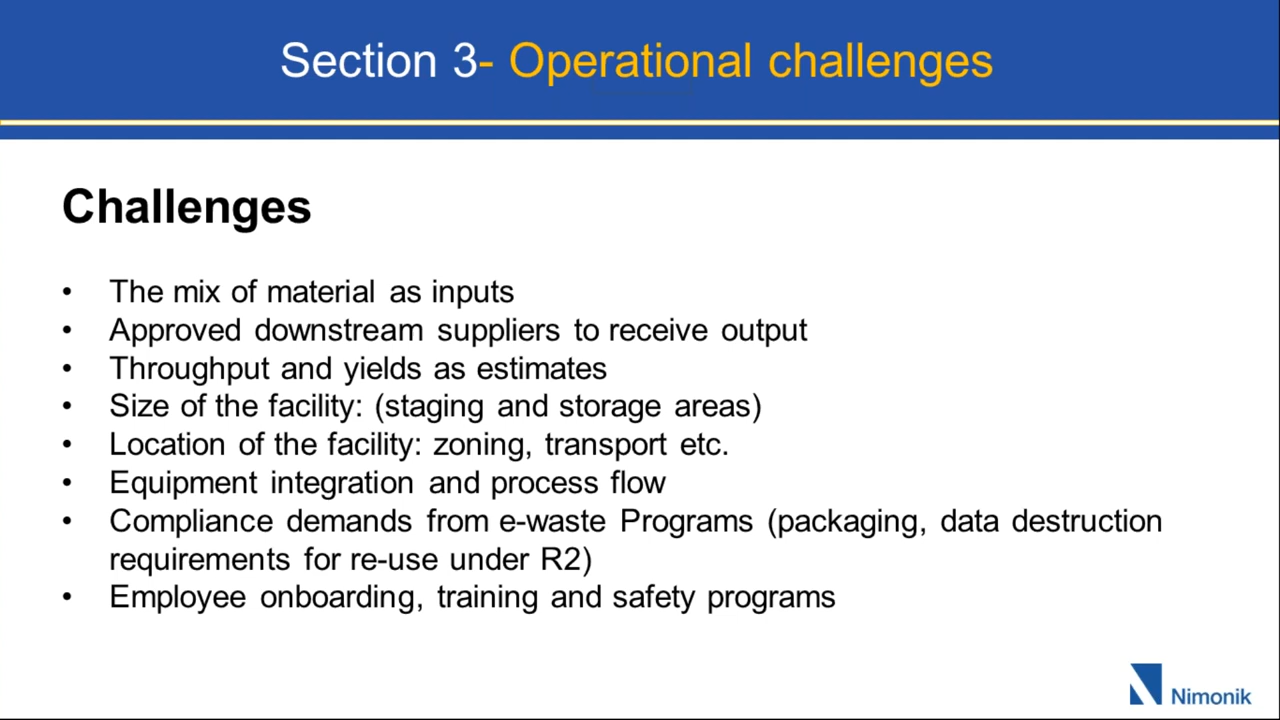 Section 3- Operational challenges
Challenges
• The mix of material as inputs
• Approved downstream suppliers to receive output
• Throughput and yields as estimates
• Size of the facility: (staging and storage areas)
• Location of the facility: zoning, transport etc.
• Equipment integration and process flow
• Compliance demands from e-waste Programs (packaging, data destruction
requirements for re-use under R2)
• Employee onboarding, training and safety programs
Nimonik